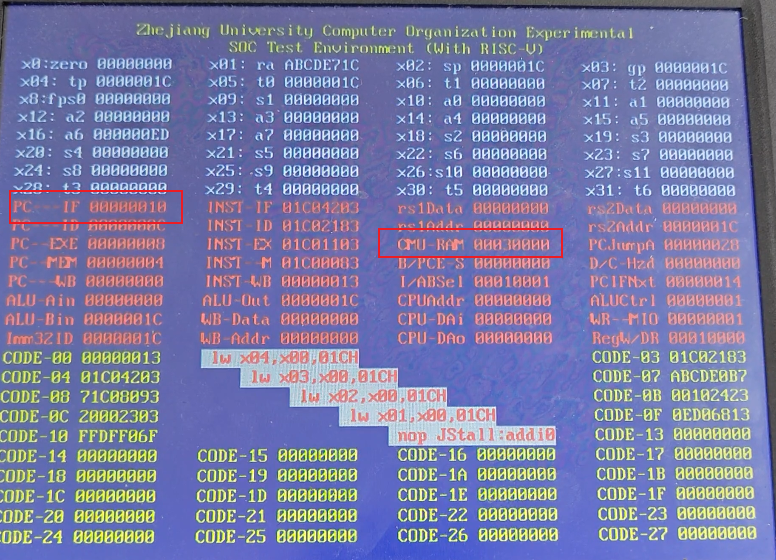 Zhejiang University Computer Organization Experimental
SOC Test Environment (With RISC-V)
x0:zero 00000000 x01: ra ABCDE71C x02: sp 0000001C x03: gp 0000001C
x04: tp 0000001C x05: t0 0000001C x06: t1 00000000 x07: t2 00000000
x8:fps0 00000000 x09: s1 00000000 x10: a0 00000000 x11: a1 00000000
x12: a2 00000000 x13: a3 00000000 x14: a4 00000000 x15: a5 00000000
x16: a6 000000ED x17: a7 00000000 x18: s2 00000000 x19: s3 00000000
x20: s4 00000000 x21: s5 00000000 x22: s6 00000000 x23: s7 00000000
x24: s8 00000000 x25: s9 00000000 x26:s10 00000000 x27:s11 00000000
x28: t3 00000000 x29: t4 00000000 x30: t5 00000000 x31: t6 00000000
PC---IF 00000010 INST-IF 01C04203 rs1Data 00000000 rs2Data 00000000
PC---ID 0000000C INST-ID 01C02183 rs1Addr 00000000 rs2Addr 0000001C
PC--EXE 00000008 INST-EX 01C01103 CMU-RAM 00030000 PCJumpA 00000028
PC--MEM 00000004 INST--M 01C00083 B/PCE-S 00000000 D/C-Hzd 00000000
PC---WB 00000000 INST-WB 00000013 I/ABSel 00010001 PCIFNxt 00000014
ALU-Ain 00000000 ALU-Out 0000001C CPUAddr 00000000 ALUCtrl 00000001
ALU-Bin 0000001C WB-Data 00000000 CPU-DAi 00000000 WR--MIO 00000001
Imm32ID 0000001C WB-Addr 00000000 CPU-DAo 00000000 RegW/DR 00010000
CODE-00 00000013 lw x04,x00,01CH CODE-03 01C02183
CODE-04 01C04203 lw x03,x00,01CH CODE-07 ABCDE0B7
CODE-08 71C08093 lw x02,x00,01CH CODE-0B 00102423
CODE-0C 20002303 lw x01,x00,01CH CODE-0F 0ED06813
CODE-10 FFDFF06F nop JStall:addi0 CODE-13 00000000
CODE-14 00000000 CODE-15 00000000 CODE-16 00000000 CODE-17 00000000
CODE-18 00000000 CODE-19 00000000 CODE-1A 00000000 CODE-1B 00000000
CODE-1C 00000000 CODE-1D 00000000 CODE-1E 00000000 CODE-1F 00000000
CODE-20 00000000 CODE-21 00000000 CODE-22 00000000 CODE-23 00000000
CODE-24 00000000 CODE-25 00000000 CODE-26 00000000 CODE-27 00000000